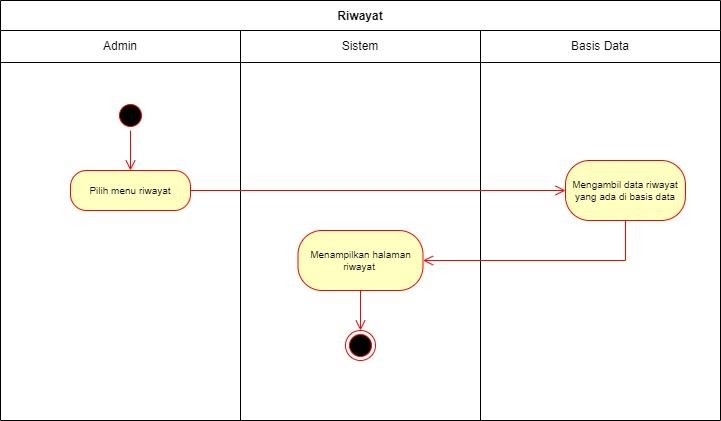 Riwayat
Admin
Sistem
Basis Data
Pilih menu riwayat
Mengambil data riwayat
yang ada di basis data
Menampilkan halaman
riwayat